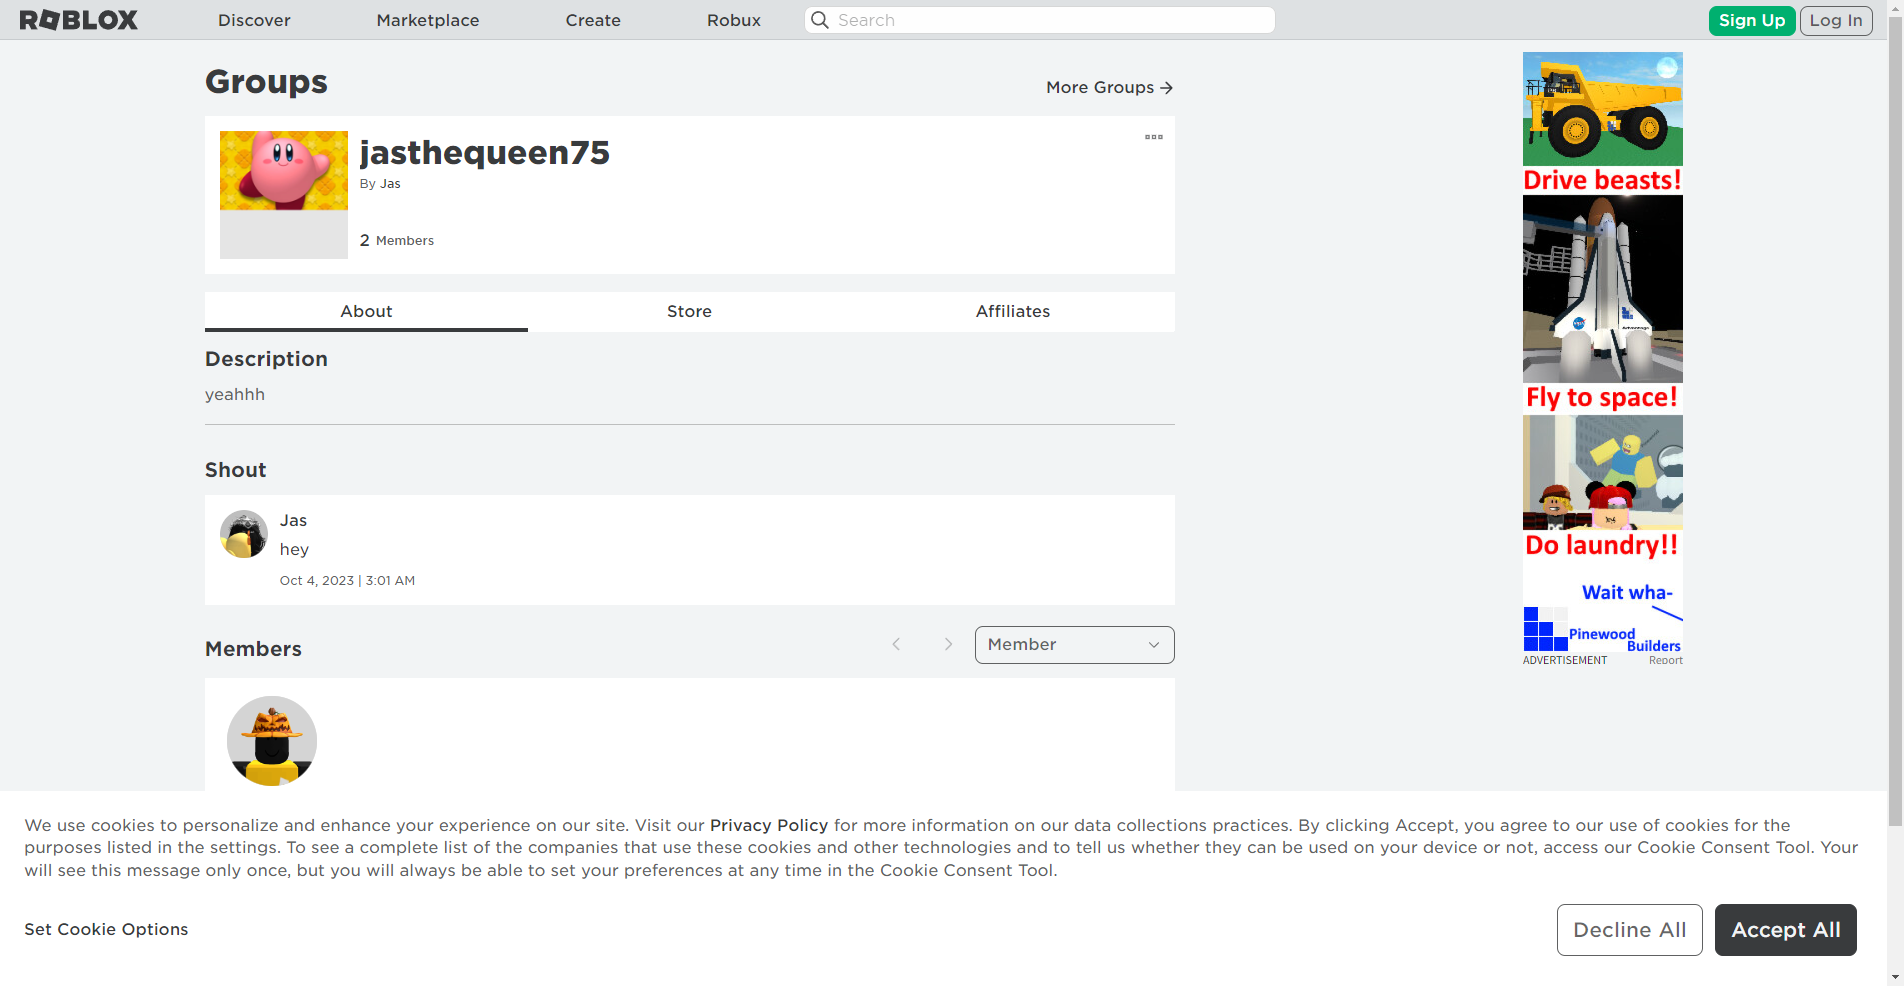 ROBLOX
Discover
Marketplace
Create
Robux
Search
Sign Up
Log In
Groups
More Groups
jasthequeen75
By Jas
2 Members
About
Store
Affiliates
Description
yeahhh
Shout
Jas
hey
Oct 4, 2023 | 3:01 AM
Members
Member
Drive beasts!
Fly to space!
Do laundry!!
Wait wha-
Pinewood
Builders
ADVERTISEMENT
Report
We use cookies to personalize and enhance your experience on our site. Visit our Privacy Policy for more information on our data collections practices. By clicking Accept, you agree to our use of cookies for the
purposes listed in the settings. To see a complete list of the companies that use these cookies and other technologies and to tell us whether they can be used on your device or not, access our Cookie Consent Tool. Your
will see this message only once, but you will always be able to set your preferences at any time in the Cookie Consent Tool.
Set Cookie Options
Decline All
Accept All